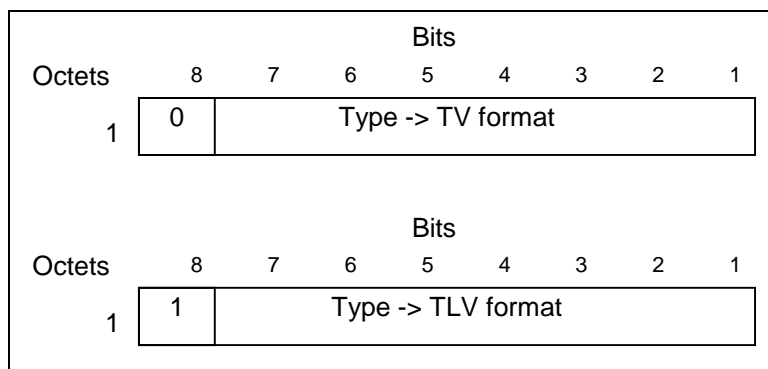 Bits
Octets 8 7 6 5 4 3 2 1
1 0 Type -> TV format
Bits
Octets 8 7 6 5 4 3 2 1
1 1 Type -> TLV format